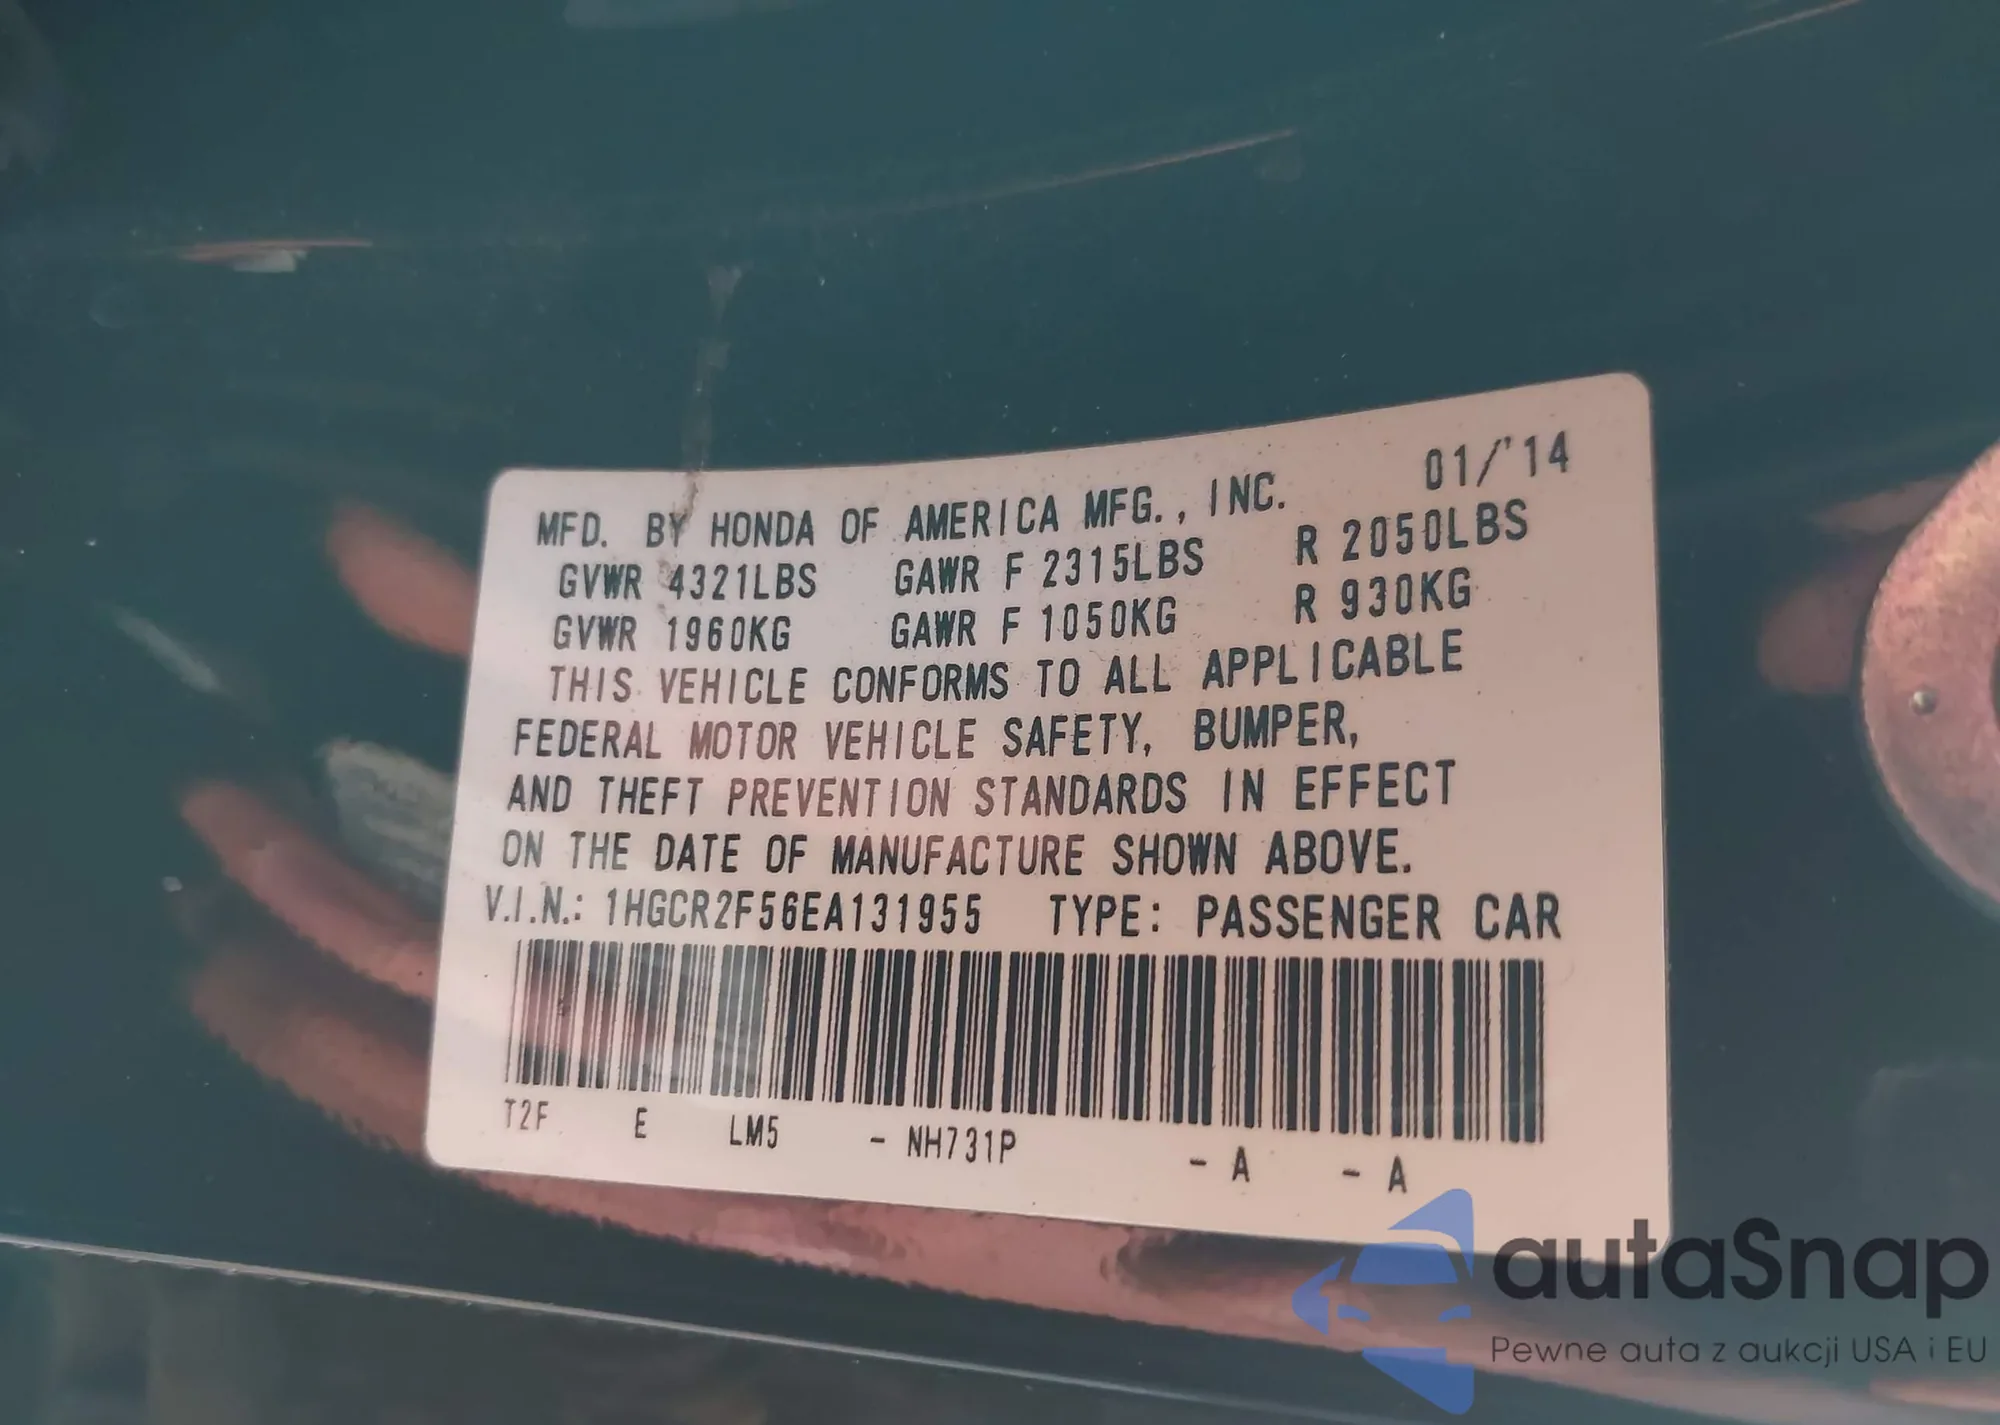 01/'14
MFD. BY HONDA OF AMERICA MFG., INC.
GVWR 4321LBS GAWR F 2315LBS R 2050LBS
GVWR 1960KG GAWR F 1050KG R 930KG
THIS VEHICLE CONFORMS TO ALL APPLICABLE
FEDERAL MOTOR VEHICLE SAFETY, BUMPER,
AND THEFT PREVENTION STANDARDS IN EFFECT
ON THE DATE OF MANUFACTURE SHOWN ABOVE.
V.I.N.: 1HGCR2F56EA131955 TYPE: PASSENGER CAR
T2F E LM5 - NH731P - A - A
autaSnap
Pewne auta z aukcji USA i EU